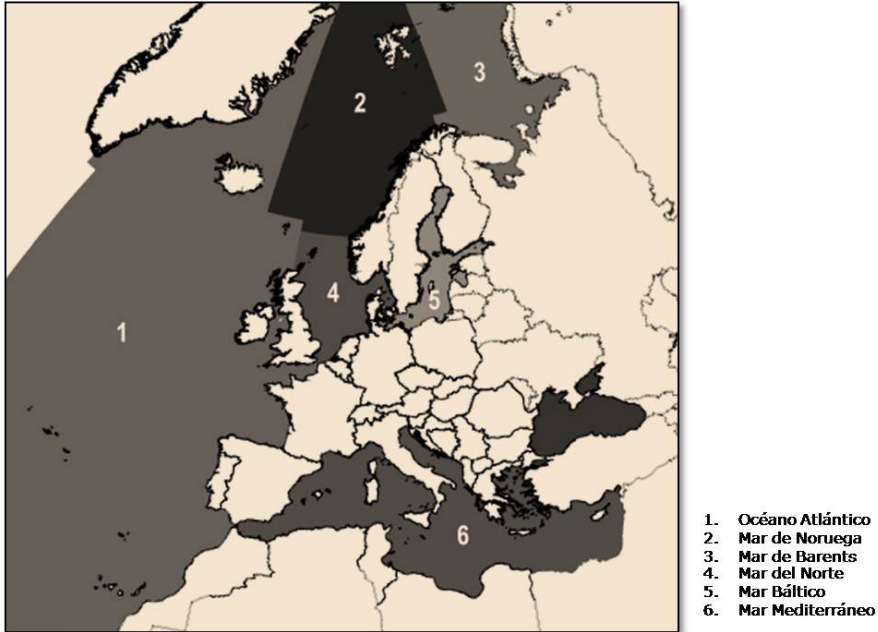 2
3
4
5
1
6
1. Océano Atlántico
2. Mar de Noruega
3. Mar de Barents
4. Mar del Norte
5. Mar Báltico
6. Mar Mediterráneo